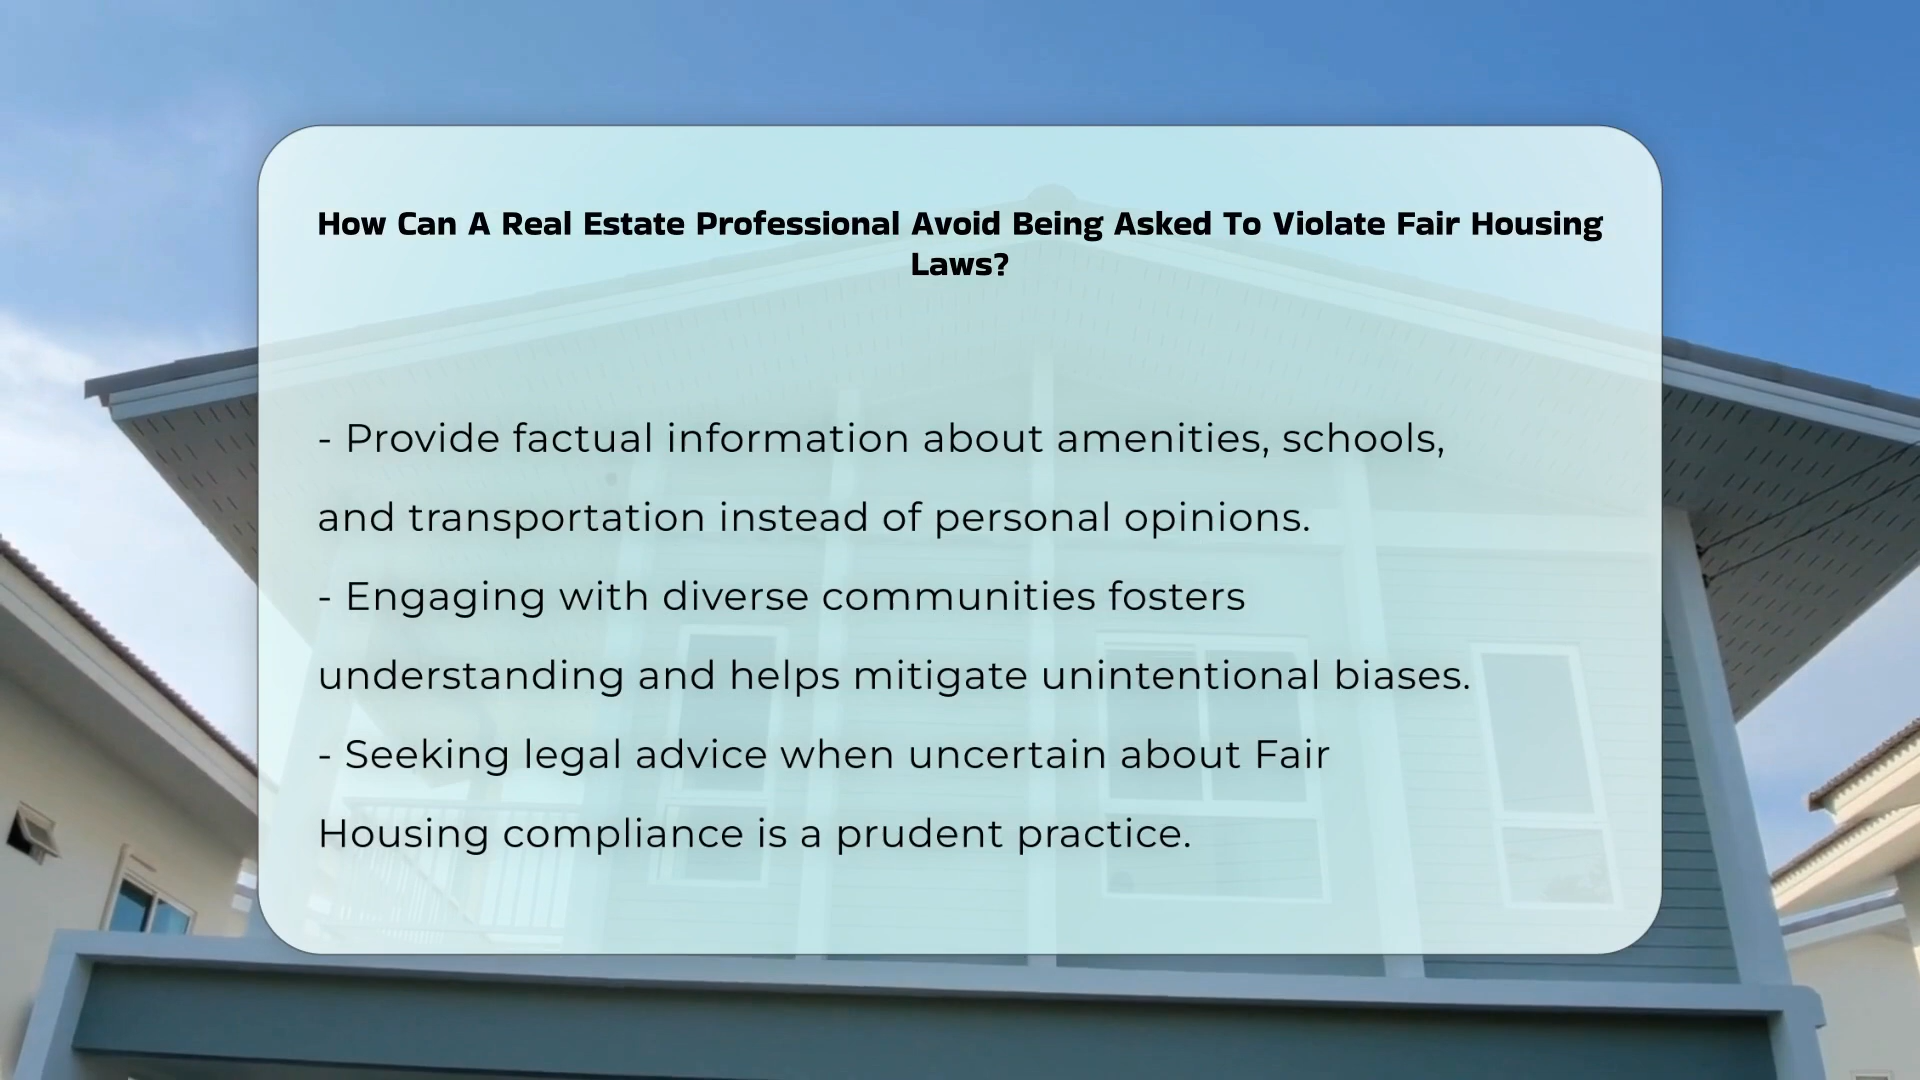 How Can A Real Estate Professional Avoid Being Asked To Violate Fair Housing
Laws?
- Provide factual information about amenities, schools,
and transportation instead of personal opinions.
- Engaging with diverse communities fosters
understanding and helps mitigate unintentional biases.
- Seeking legal advice when uncertain about Fair
Housing compliance is a prudent practice.